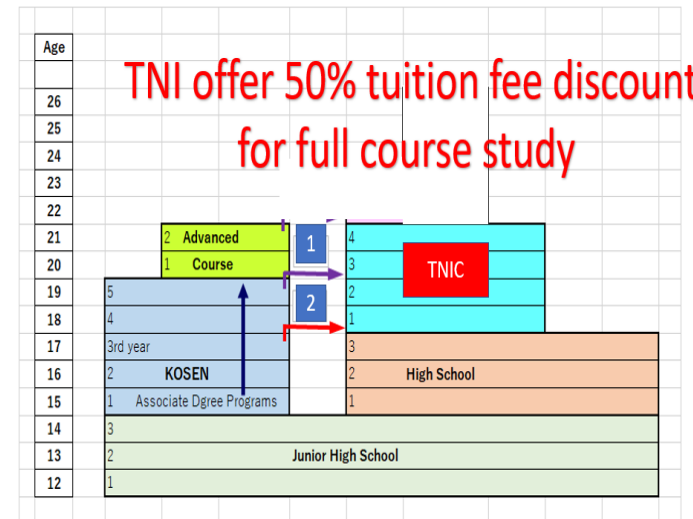 Age
TNI offer 50% tuition fee discount
for full course study
26
25
24
23
22
21 2 Advanced 1 4
20 1 Course 3 TNIC
19 5 2 2
18 4 1
17 3rd year 3
16 2 KOSEN 2 High School
15 1 Associate Dgree Programs 1
14 3
13 2 Junior High School
12 1